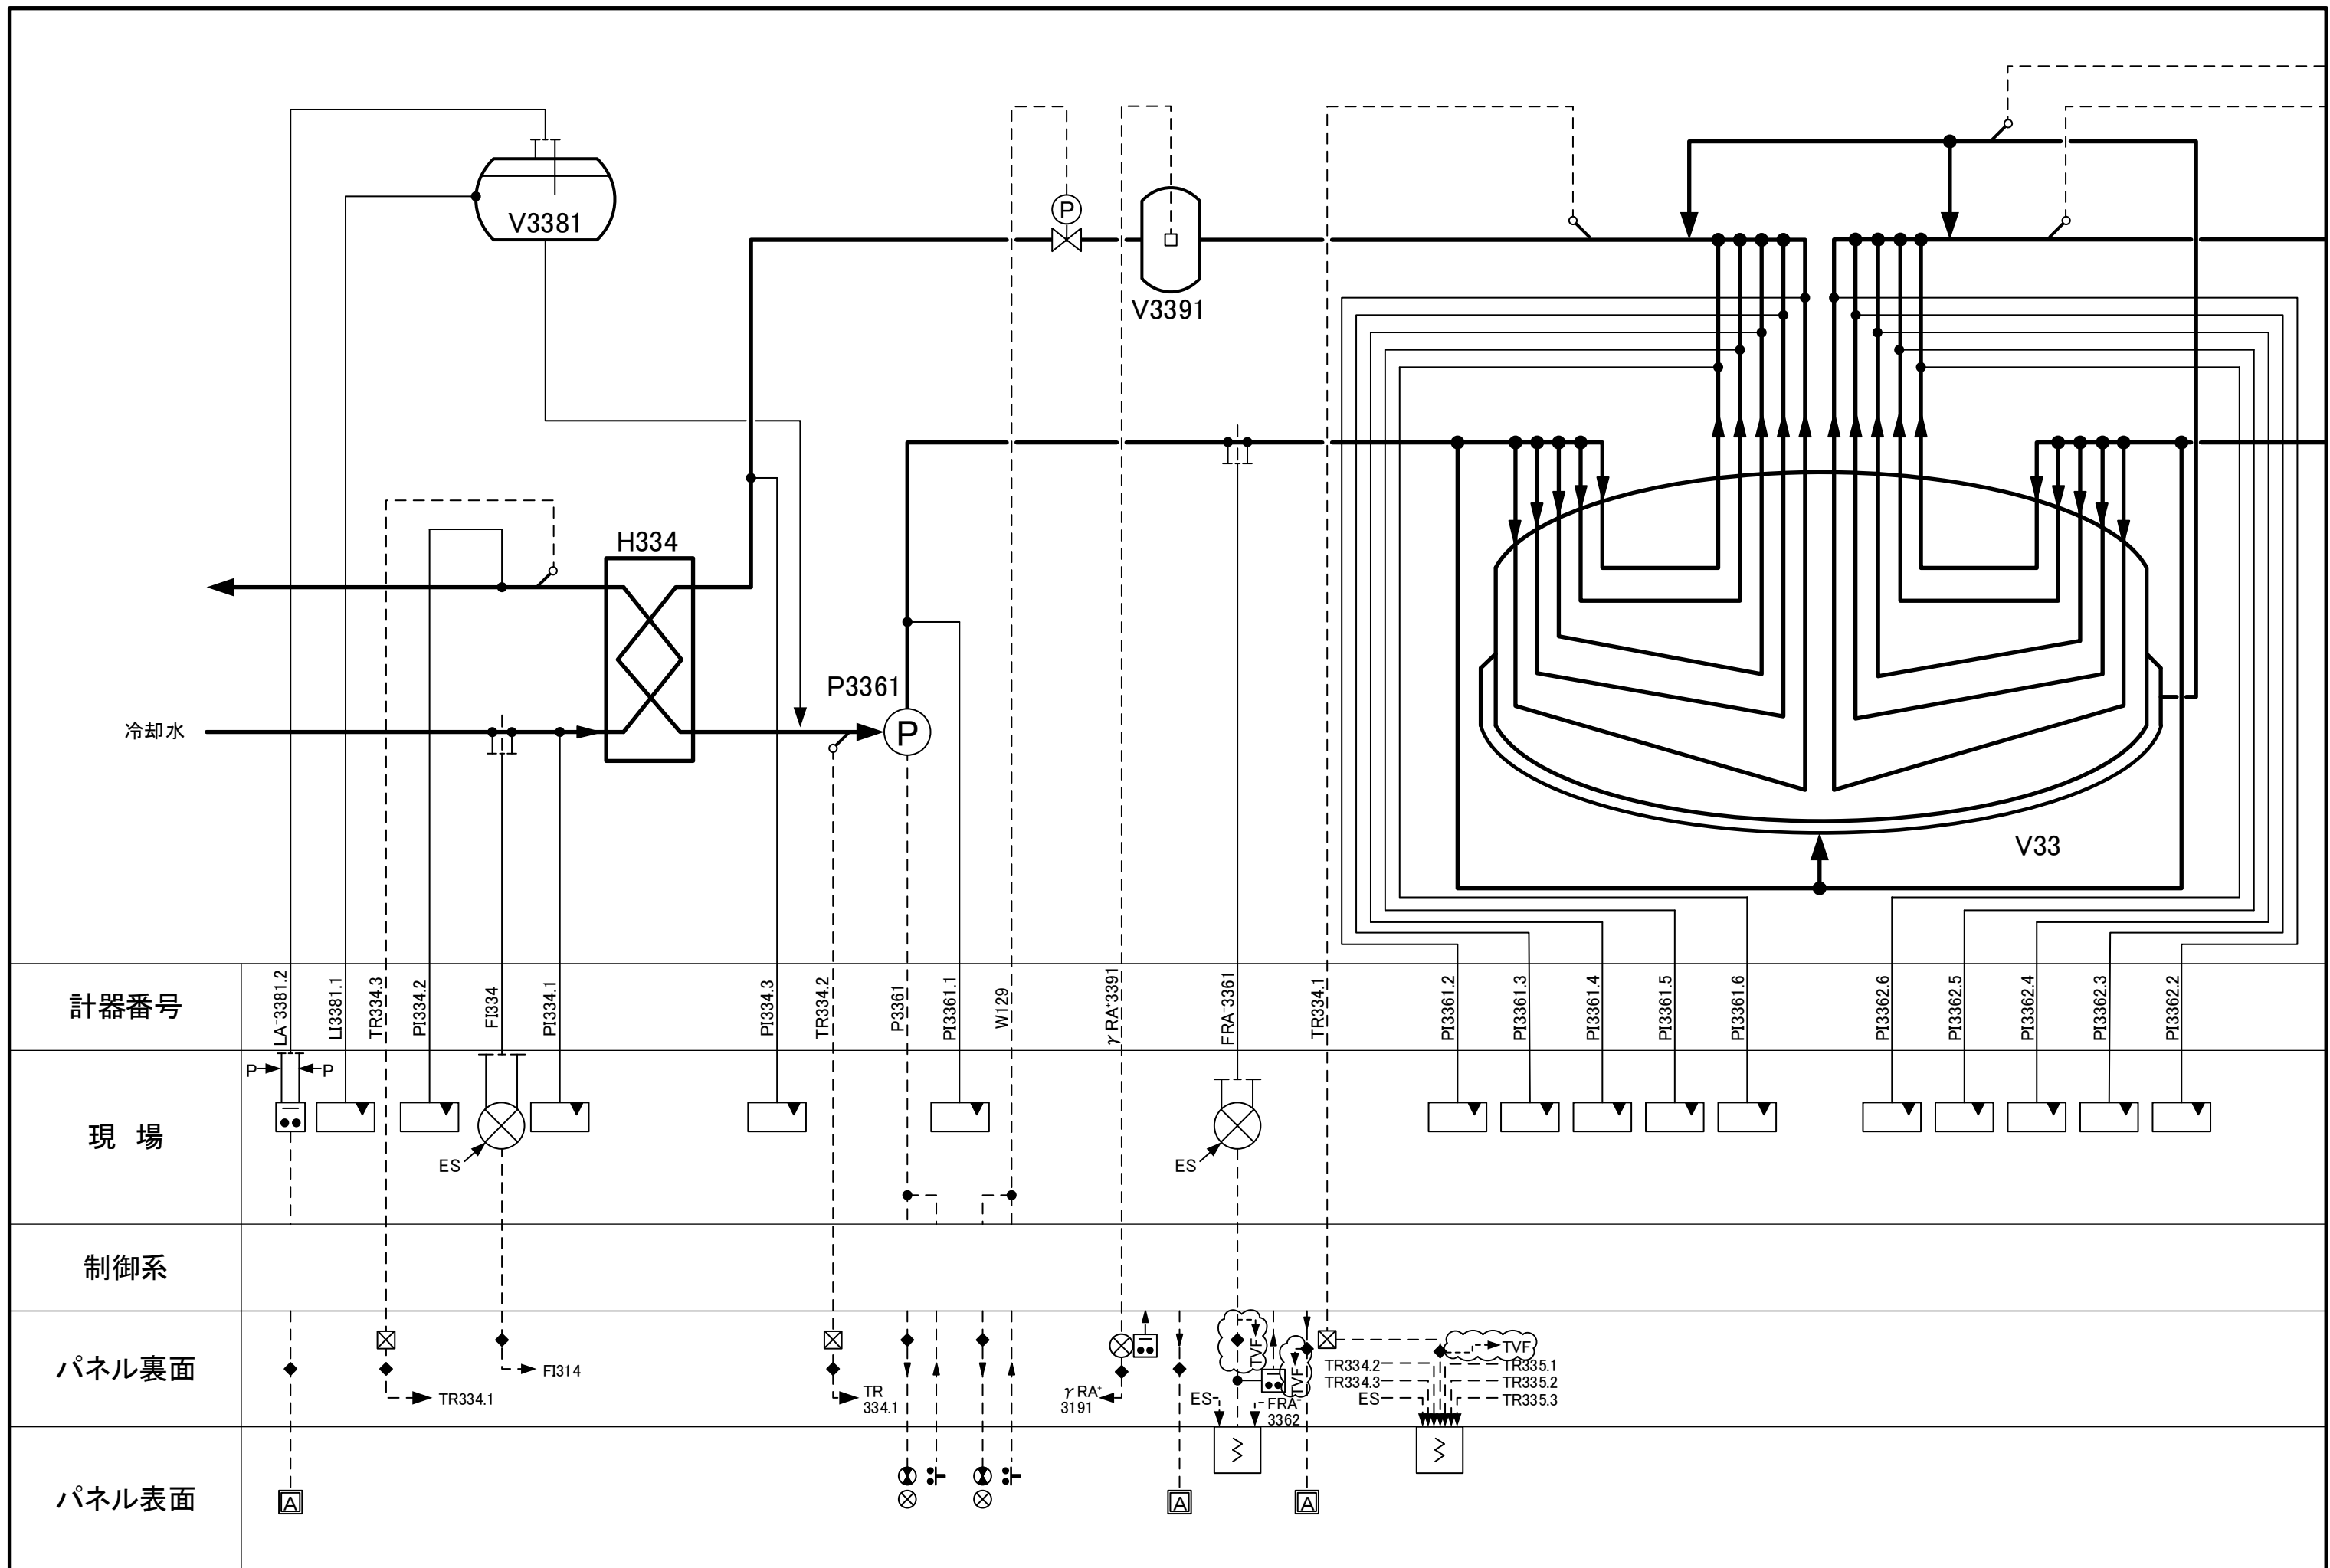 V3381
P
V3391
H334
P3361
P
冷却水
V33
計器番号
LA⁻3381.2
LI3381.1
TR334.3
PI334.2
FI334
PI334.1
PI334.3
TR334.2
P3361
PI3361.1
W129
γRA⁺3391
FRA⁻3361
TR334.1
PI3361.2
PI3361.3
PI3361.4
PI3361.5
PI3361.6
PI3362.6
PI3362.5
PI3362.4
PI3362.3
PI3362.2
現 場
P
P
ES
ES
制御系
パネル裏面
TR334.1
FI314
TR
334.1
γRA⁺
3191
TVF
TVF
ES
FRA⁻
3362
TVF
TR334.2
TR334.3
ES
TR335.1
TR335.2
TR335.3
パネル表面
A
A
A